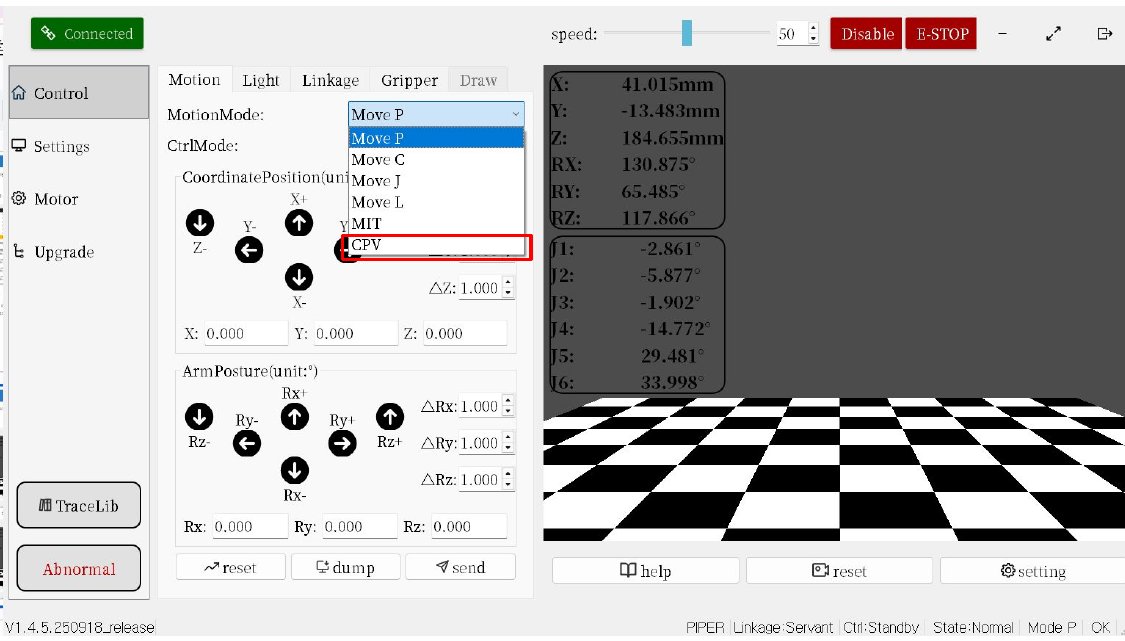 Connected
speed: 50 Disable E-STOP
Control
Settings
Motor
Upgrade
TraceLib
Abnormal
Motion Light Linkage Gripper Draw
MotionMode: Move P
Move P
Move C
Move J
Move L
MIT
CPV
CtrlMode:
CoordinatePosition(uni
X+
Y- Y
Z-
X-
△Z: 1.000
X: 0.000 Y: 0.000 Z: 0.000
ArmPosture(unit:°)
Rx+
Ry- Ry+
Rz- Rz+
Rx-
△Rx: 1.000
△Ry: 1.000
△Rz: 1.000
Rx: 0.000 Ry: 0.000 Rz: 0.000
reset dump send
X: 41.015mm
Y: -13.483mm
Z: 184.655mm
RX: 130.875°
RY: 65.485°
RZ: 117.866°
J1: -2.861°
J2: -5.877°
J3: -1.902°
J4: -14.772°
J5: 29.481°
J6: 33.998°
help reset setting
V1.4.5.250918_release
PIPER Linkage:Servant Ctrl:Standby State:Normal Mode P OK